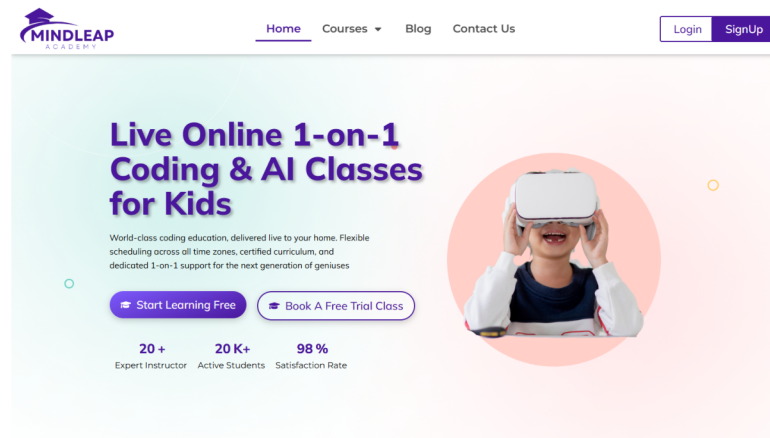 MINDLEAP
ACADEMY
Home Courses Blog Contact Us
Login SignUp
Live Online 1-on-1
Coding & AI Classes
for Kids
World-class coding education, delivered live to your home. Flexible
scheduling across all time zones, certified curriculum, and
dedicated 1-on-1 support for the next generation of geniuses
Start Learning Free Book A Free Trial Class
20 + 20 K+ 98 %
Expert Instructor Active Students Satisfaction Rate